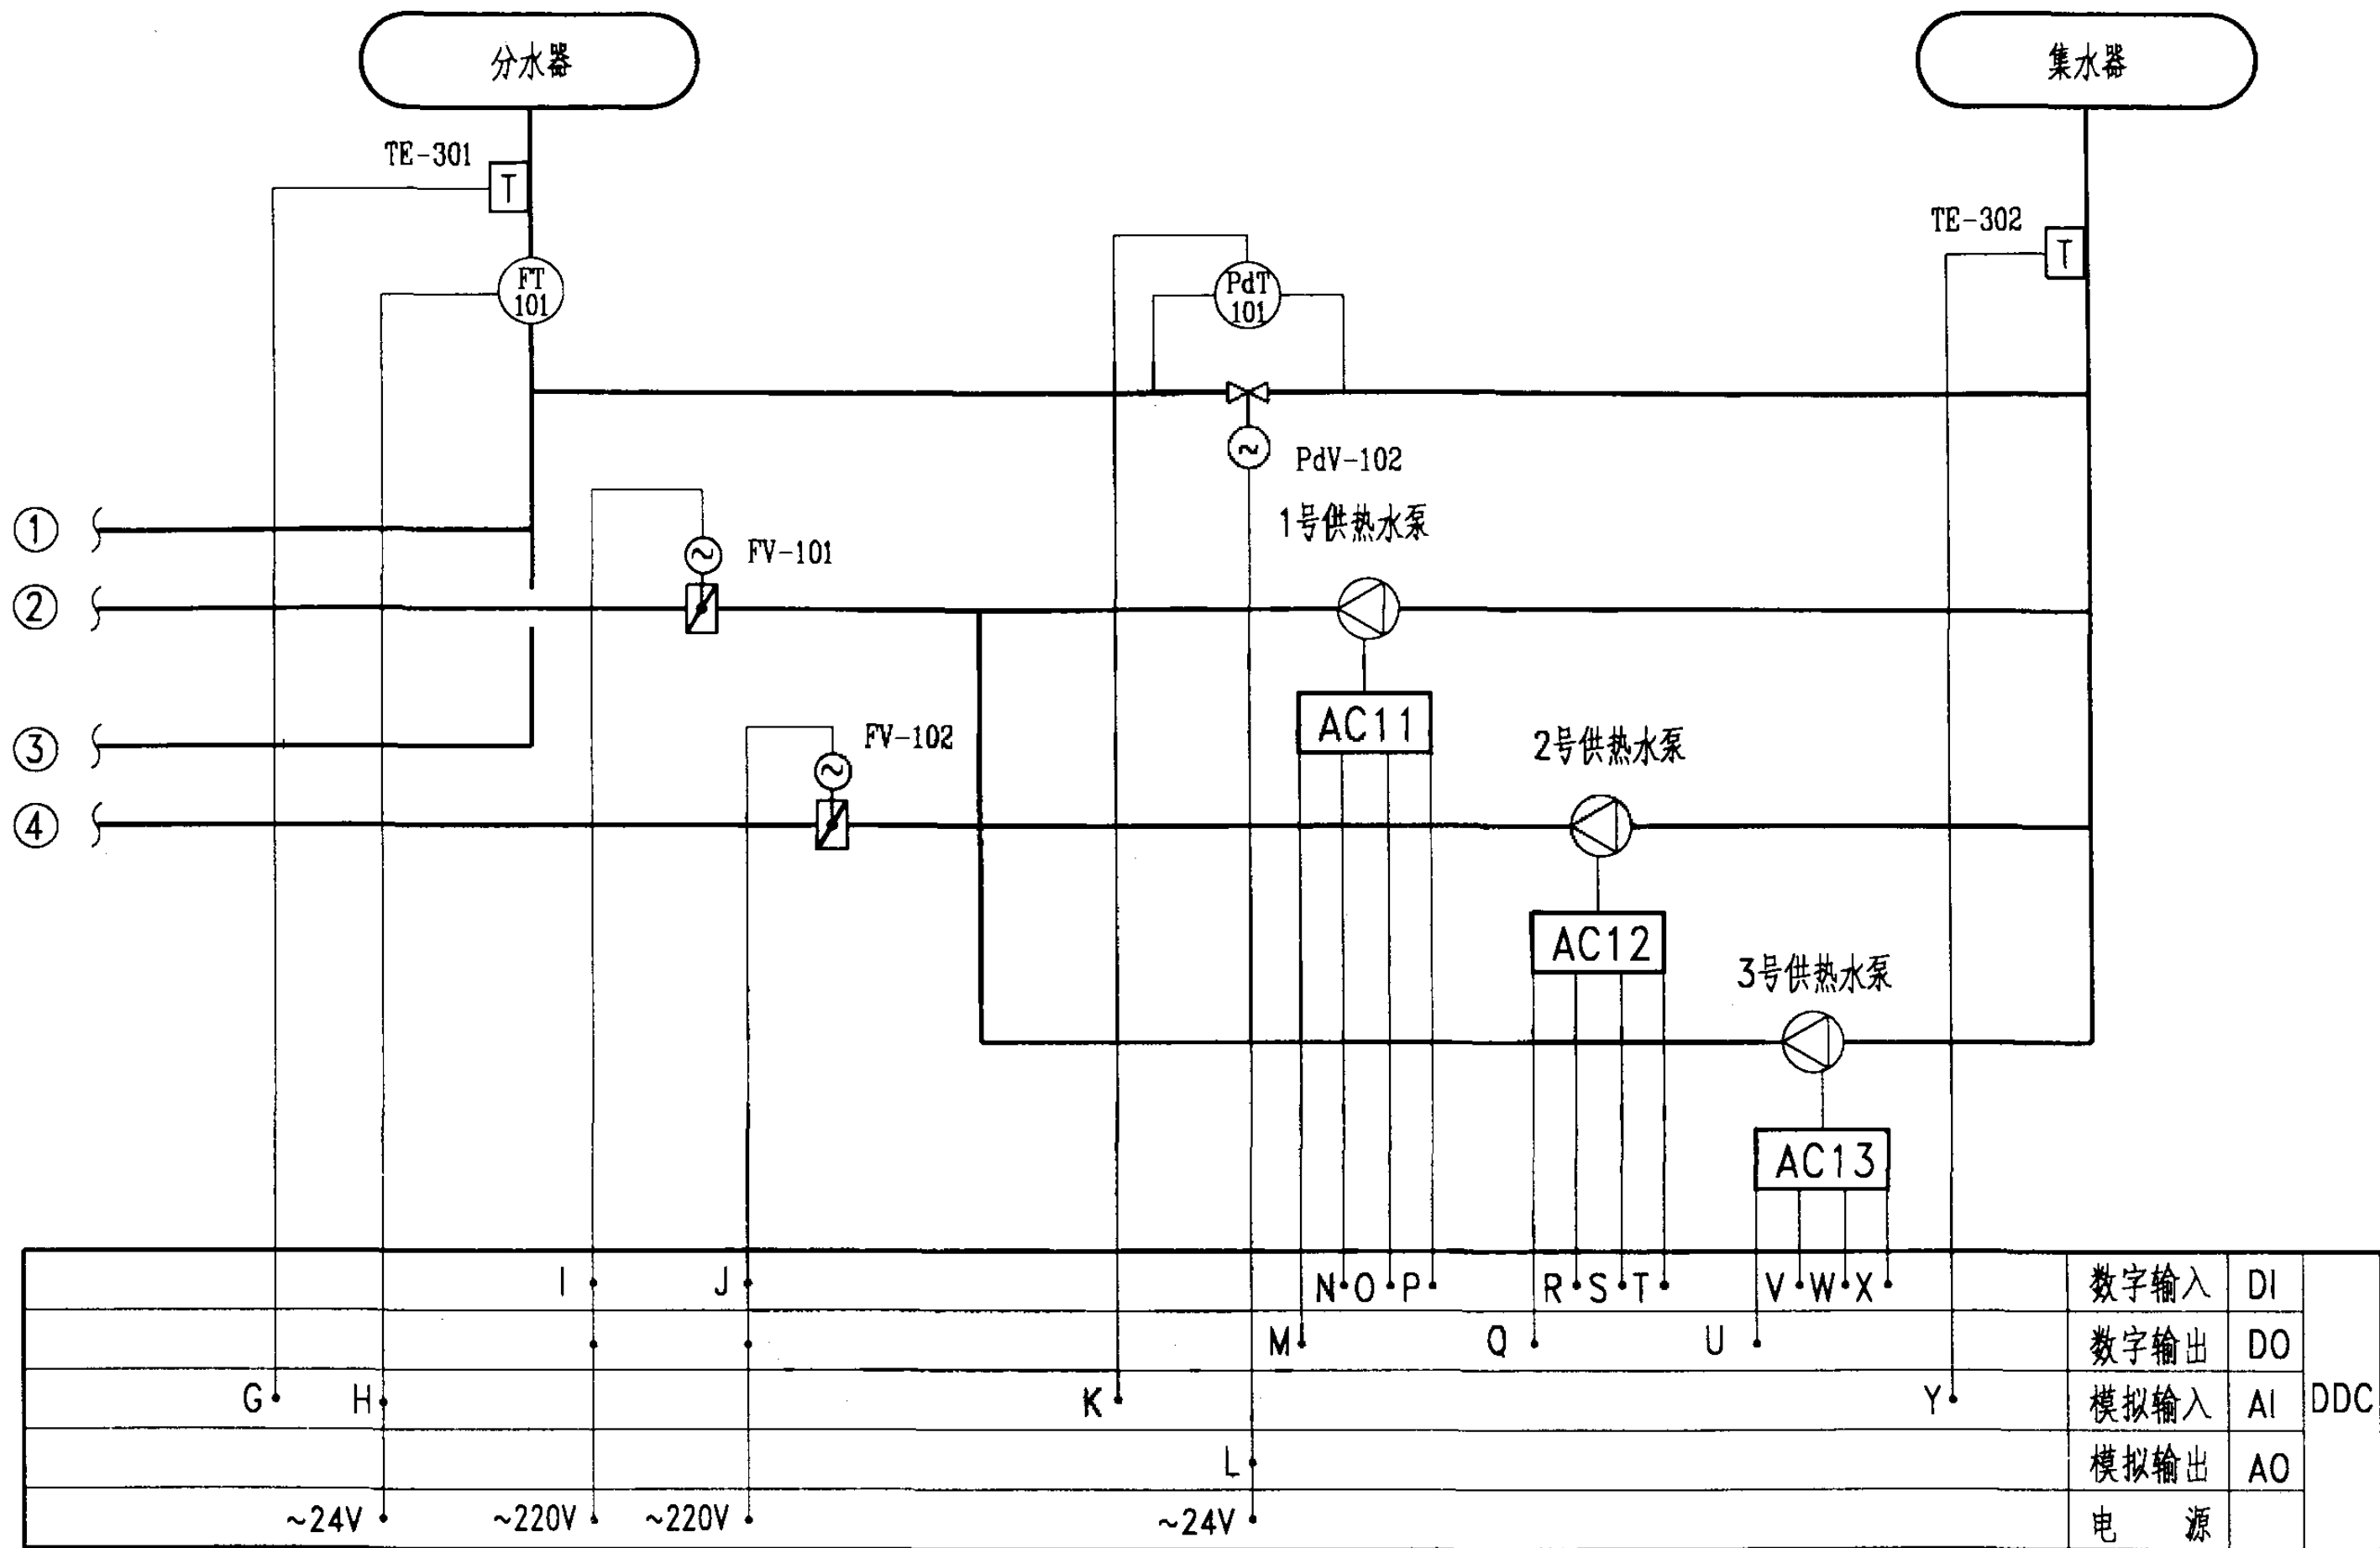 分水器
集水器
TE-301
T
TE-302
T
FT
101
PdT
101
PdV-102
1号供热水泵
①
FV-101
②
AC11
FV-102
2号供热水泵
③
④
AC12
3号供热水泵
AC13
I J N O P R S T V W X 数字输入 DI
M Q U 数字输出 DO
G H K Y 模拟输入 AI DDC
L 模拟输出 AO
~24V ~220V ~220V ~24V 电 源